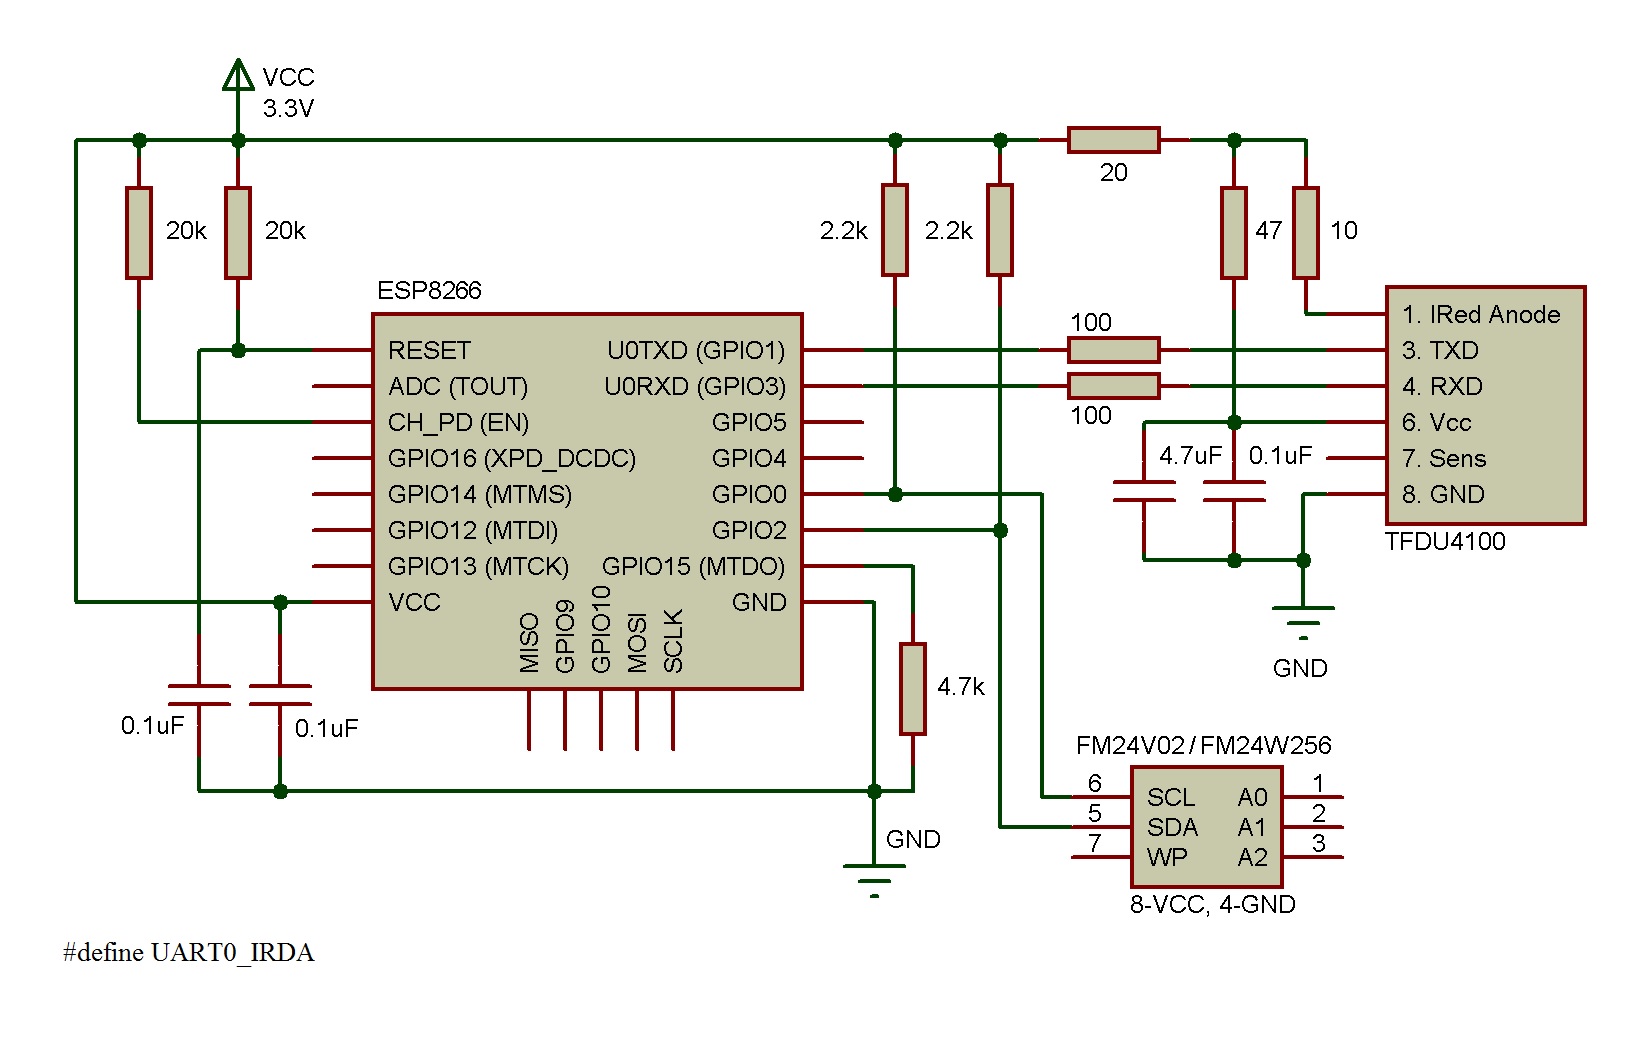 VCC
3.3V
20
20k
20k
2.2k
2.2k
47
10
ESP8266
RESET
ADC (TOUT)
CH_PD (EN)
GPIO16 (XPD_DCDC)
GPIO14 (MTMS)
GPIO12 (MTDI)
GPIO13 (MTCK)
VCC
U0TXD (GPIO1)
U0RXD (GPIO3)
GPIO5
GPIO4
GPIO0
GPIO2
GPIO15 (MTDO)
GND
MISO
GPIO9
GPIO10
MOSI
SCLK
100
100
1. IRed Anode
3. TXD
4. RXD
6. Vcc
7. Sens
8. GND
TFDU4100
4.7uF
0.1uF
GND
0.1uF
0.1uF
4.7k
GND
FM24V02 / FM24W256
6 SCL A0 1
5 SDA A1 2
7 WP A2 3
8-VCC, 4-GND
#define UART0_IRDA